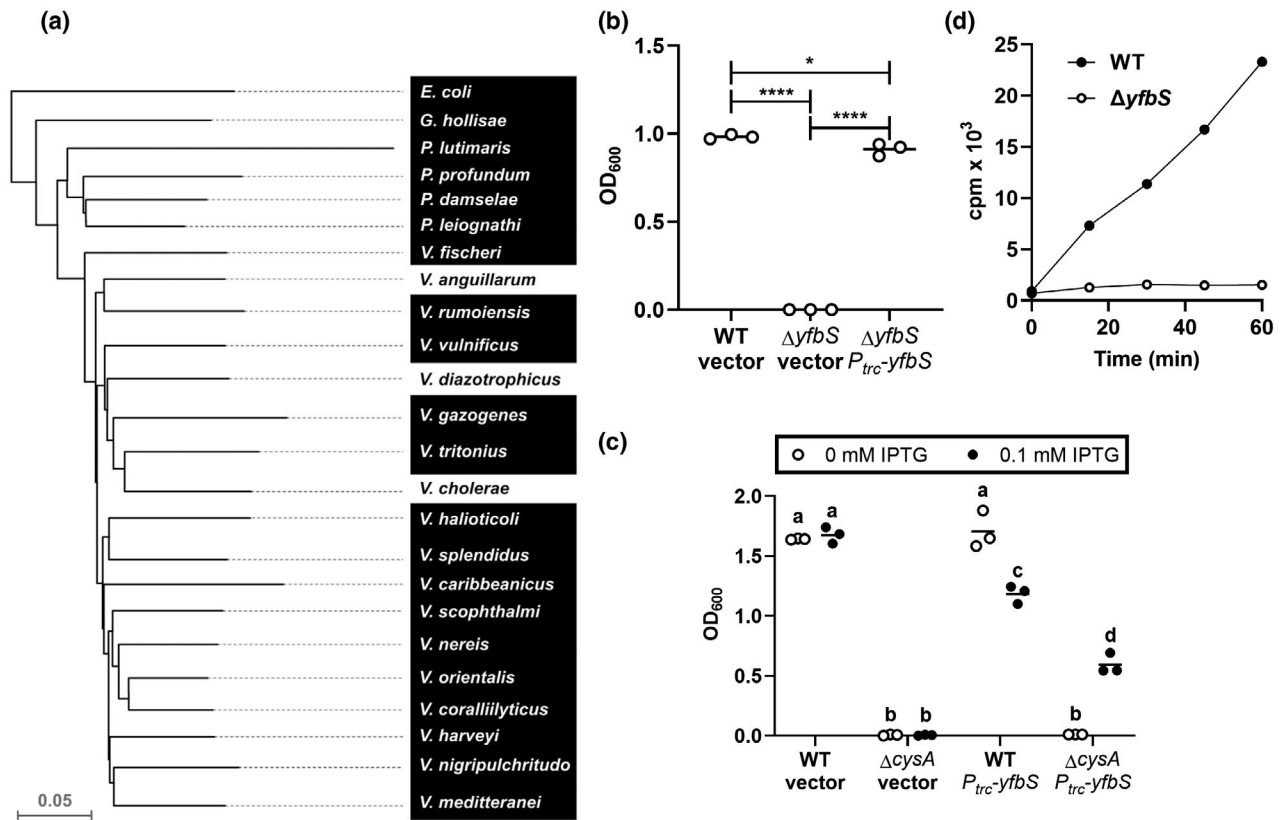 (a)
E. coli
G. hollisae
P. lutimaris
P. profundum
P. damselae
P. leiognathi
V. fischeri
V. anguillarum
V. rumoiensis
V. vulnificus
V. diazotrophicus
V. gazogenes
V. tritonius
V. cholerae
V. halioticoli
V. splendidus
V. caribbeanicus
V. scophthalmi
V. nereis
V. orientalis
V. coralliilyticus
V. harveyi
V. nigripulchritudo
V. meditteranei
0.05
(b)
OD600
1.5
1.0
0.5
0.0
*
**** ****
WT vector
ΔyfbS vector
ΔyfbS Ptrc-yfbS
(d)
cpm x 10³
25
20
15
10
5
0
WT
ΔyfbS
0 20 40 60
Time (min)
(c)
0 mM IPTG 0.1 mM IPTG
OD600
2.0
1.5
1.0
0.5
0.0
a a b b a c b d
WT vector
ΔcysA vector
WT Ptrc-yfbS
ΔcysA Ptrc-yfbS